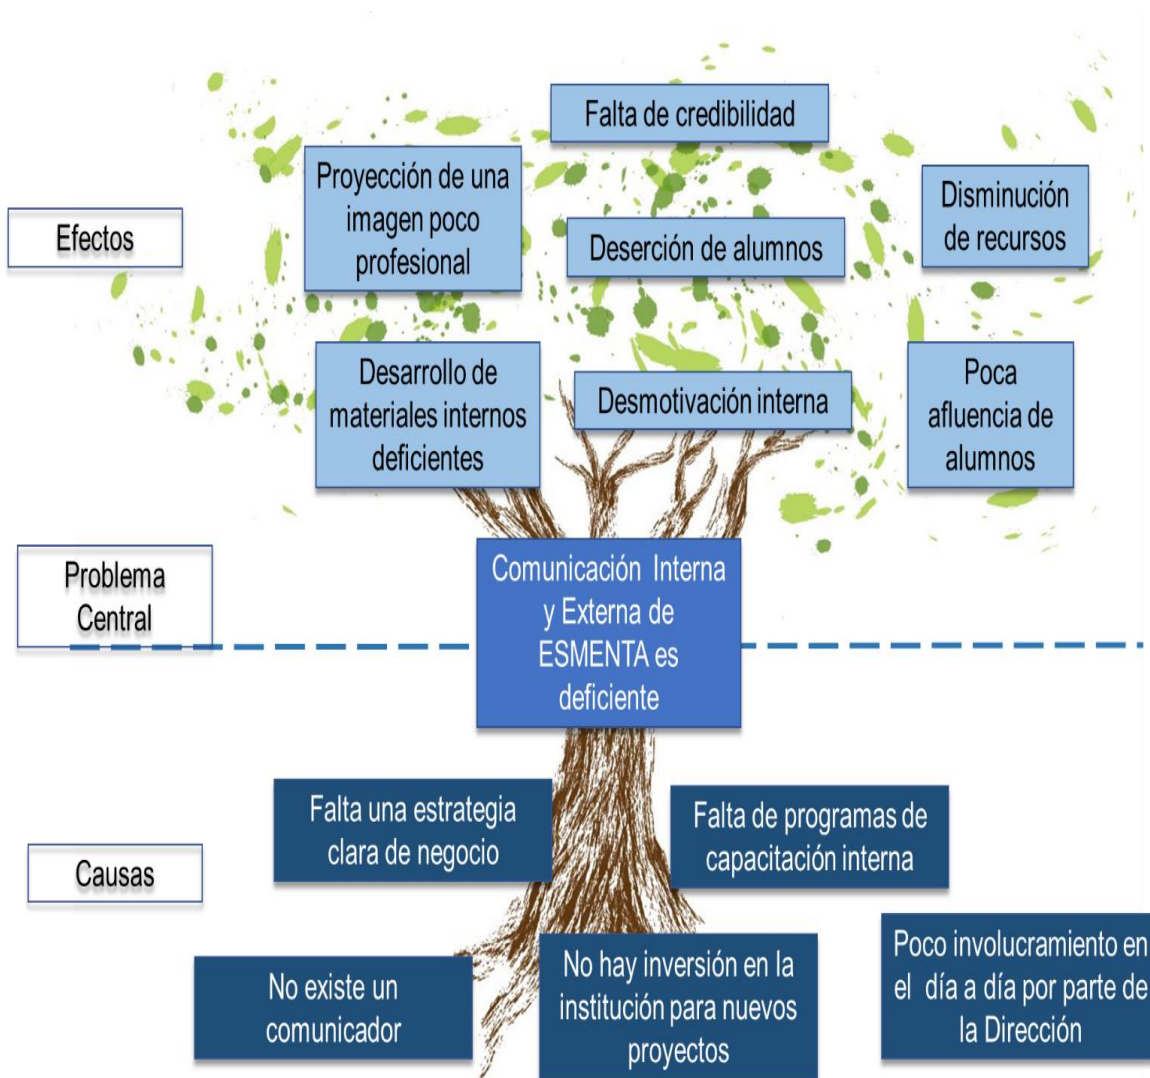 Falta de credibilidad
Proyección de una
imagen poco
profesional
Disminución
de recursos
Efectos
Deserción de alumnos
Desarrollo de
materiales internos
deficientes
Desmotivación interna
Poca
afluencia de
alumnos
Problema
Central
Comunicación Interna
y Externa de
ESMENTA es
deficiente
Falta una estrategia
clara de negocio
Falta de programas de
capacitación interna
Causas
No existe un
comunicador
No hay inversión en la
institución para nuevos
proyectos
Poco involucramiento en
el día a día por parte de
la Dirección